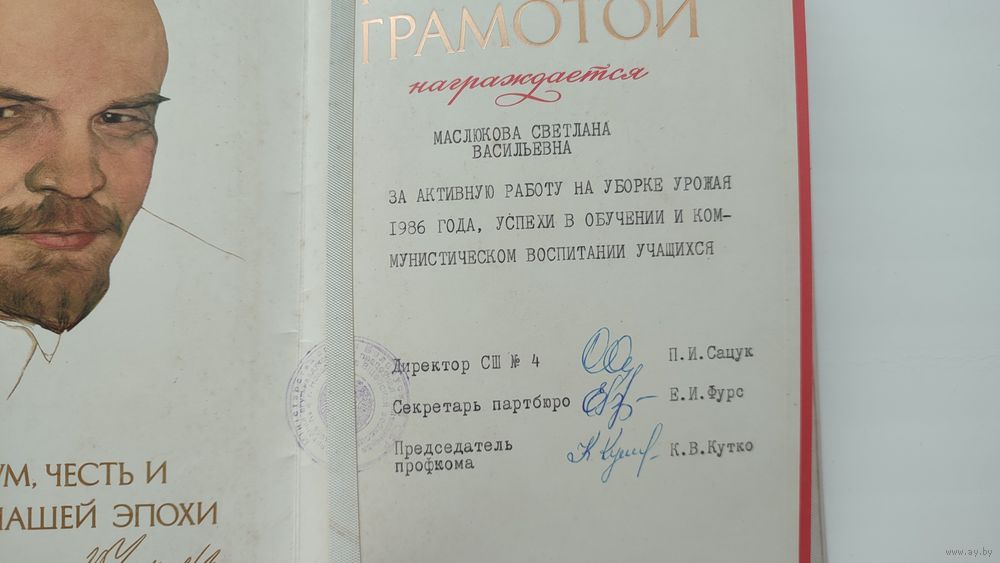 УМ, ЧЕСТЬ И
НАШЕЙ ЭПОХИ
ГРАМОТОЙ
награждается
МАСЛЮКОВА СВЕТЛАНА
ВАСИЛЬЕВНА
ЗА АКТИВНУЮ РАБОТУ НА УБОРКЕ УРОЖАЯ
1986 ГОДА, УСПЕХИ В ОБУЧЕНИИ И КОМ-
МУНИСТИЧЕСКОМ ВОСПИТАНИИ УЧАЩИХСЯ
Директор СШ № 4 П.И.Сацук
Секретарь партбюро Е.И.Фурс
Председатель
профкома К.В.Кутко
www.ay.by